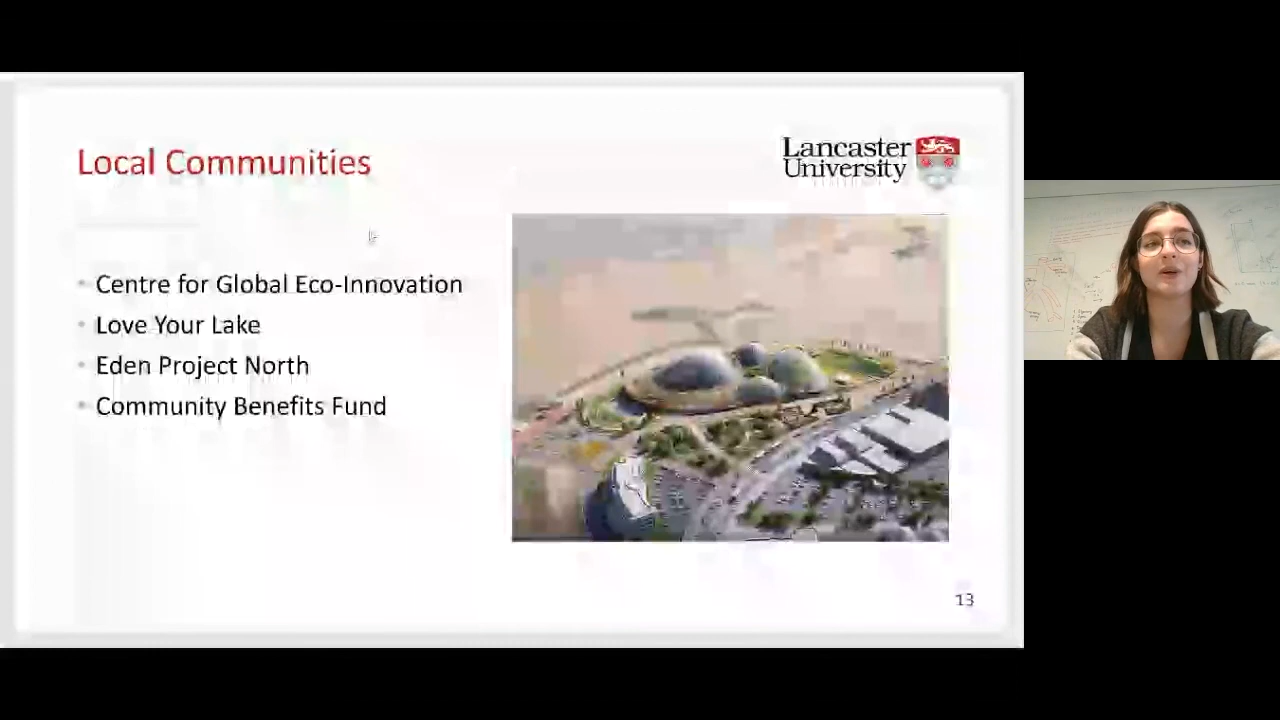 Local Communities
Lancaster
University
Centre for Global Eco-Innovation
Love Your Lake
Eden Project North
Community Benefits Fund
13